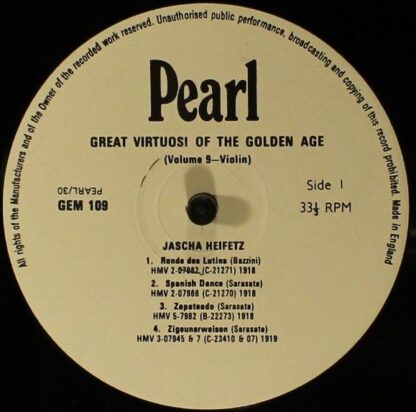 All rights of the Manufacturers and of the Owner of the recorded work reserved. Unauthorised public performance, broadcasting and copying of this record prohibited. Made in England
Pearl
GREAT VIRTUOSI OF THE GOLDEN AGE
(Volume 9—Violin)
PEARL/30
GEM 109
Side 1
33⅓ RPM
JASCHA HEIFETZ
1. Ronde des Lutins (Bazzini)
HMV 2-07982 (C-21271) 1918
2. Spanish Dance (Sarasate)
HMV 2-07986 (C-21270) 1918
3. Zapateado (Sarasate)
HMV 5-7982 (B-22273) 1918
4. Zigeunerweisen (Sarasate)
HMV 3-07945 & 7 (C-23410 & 07) 1919